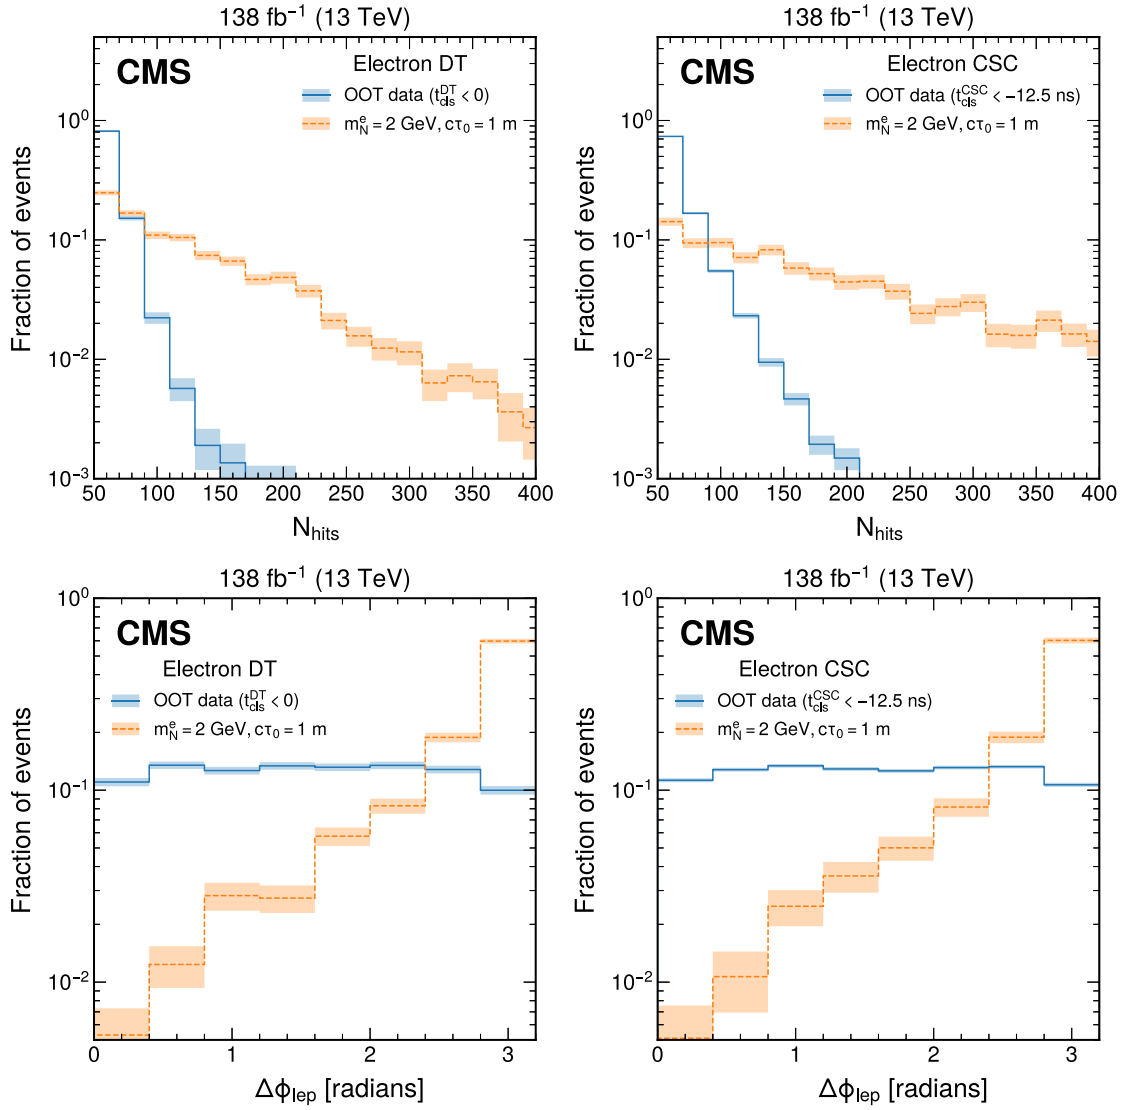 138 fb⁻¹ (13 TeV)
CMS
Electron DT
OOT data (t_cls^DT < 0)
m_N^e = 2 GeV, cτ₀ = 1 m
Fraction of events
10⁰
10⁻¹
10⁻²
10⁻³
50 100 150 200 250 300 350 400
N_hits
138 fb⁻¹ (13 TeV)
CMS
Electron CSC
OOT data (t_cls^CSC < −12.5 ns)
m_N^e = 2 GeV, cτ₀ = 1 m
Fraction of events
10⁰
10⁻¹
10⁻²
10⁻³
50 100 150 200 250 300 350 400
N_hits
138 fb⁻¹ (13 TeV)
CMS
Electron DT
OOT data (t_cls^DT < 0)
m_N^e = 2 GeV, cτ₀ = 1 m
Fraction of events
10⁰
10⁻¹
10⁻²
0 1 2 3
Δϕ_lep [radians]
138 fb⁻¹ (13 TeV)
CMS
Electron CSC
OOT data (t_cls^CSC < −12.5 ns)
m_N^e = 2 GeV, cτ₀ = 1 m
Fraction of events
10⁰
10⁻¹
10⁻²
0 1 2 3
Δϕ_lep [radians]